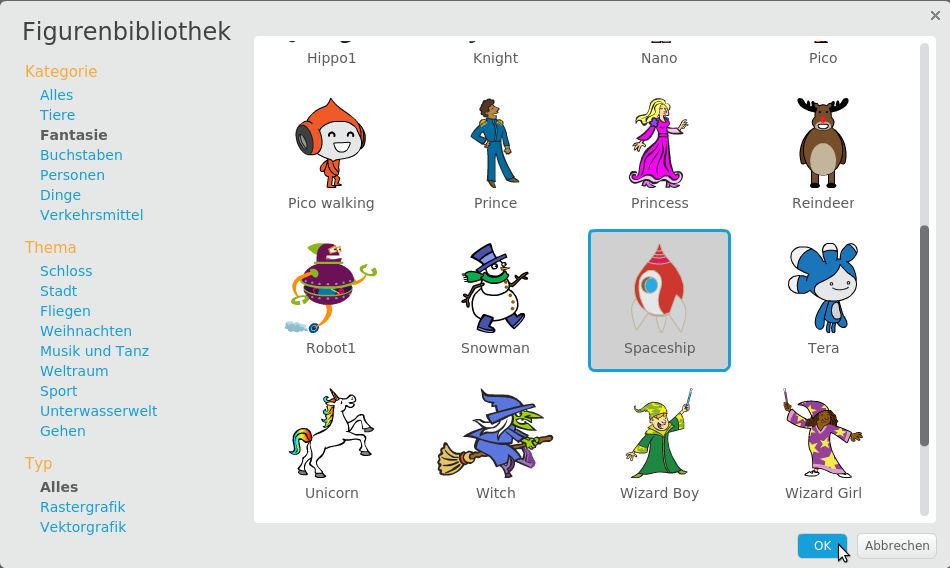 Figurenbibliothek
Kategorie
Alles
Tiere
Fantasie
Buchstaben
Personen
Dinge
Verkehrsmittel
Thema
Schloss
Stadt
Fliegen
Weihnachten
Musik und Tanz
Weltraum
Sport
Unterwasserwelt
Gehen
Typ
Alles
Rastergrafik
Vektorgrafik
Hippo1 Knight Nano Pico
Pico walking Prince Princess Reindeer
Robot1 Snowman Spaceship Tera
Unicorn Witch Wizard Boy Wizard Girl
OK Abbrechen